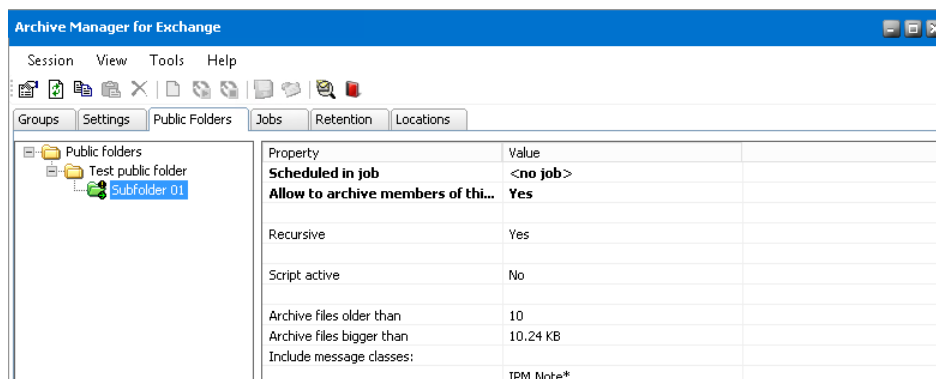 Archive Manager for Exchange
Session View Tools Help
Groups Settings Public Folders Jobs Retention Locations
Public folders
Test public folder
Subfolder 01
Property Value
Scheduled in job <no job>
Allow to archive members of thi... Yes
Recursive Yes
Script active No
Archive files older than 10
Archive files bigger than 10.24 KB
Include message classes:
IPM Note*